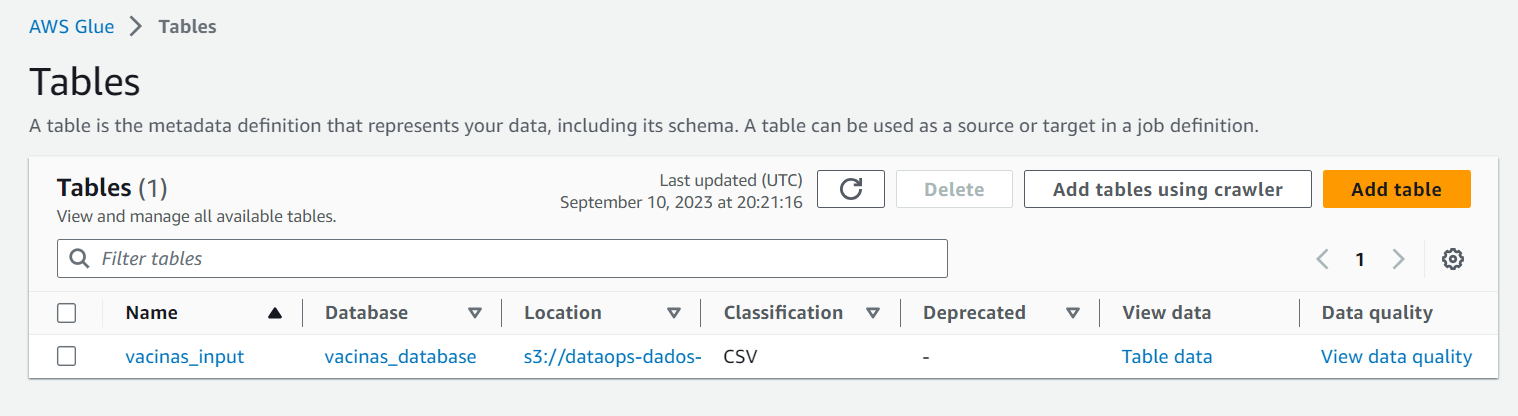 AWS Glue > Tables
Tables
A table is the metadata definition that represents your data, including its schema. A table can be used as a source or target in a job definition.
Tables (1)
View and manage all available tables.
Last updated (UTC)
September 10, 2023 at 20:21:16
Delete
Add tables using crawler
Add table
Filter tables
1
Name Database Location Classification Deprecated View data Data quality
vacinas_input vacinas_database s3://dataops-dados- CSV - Table data View data quality